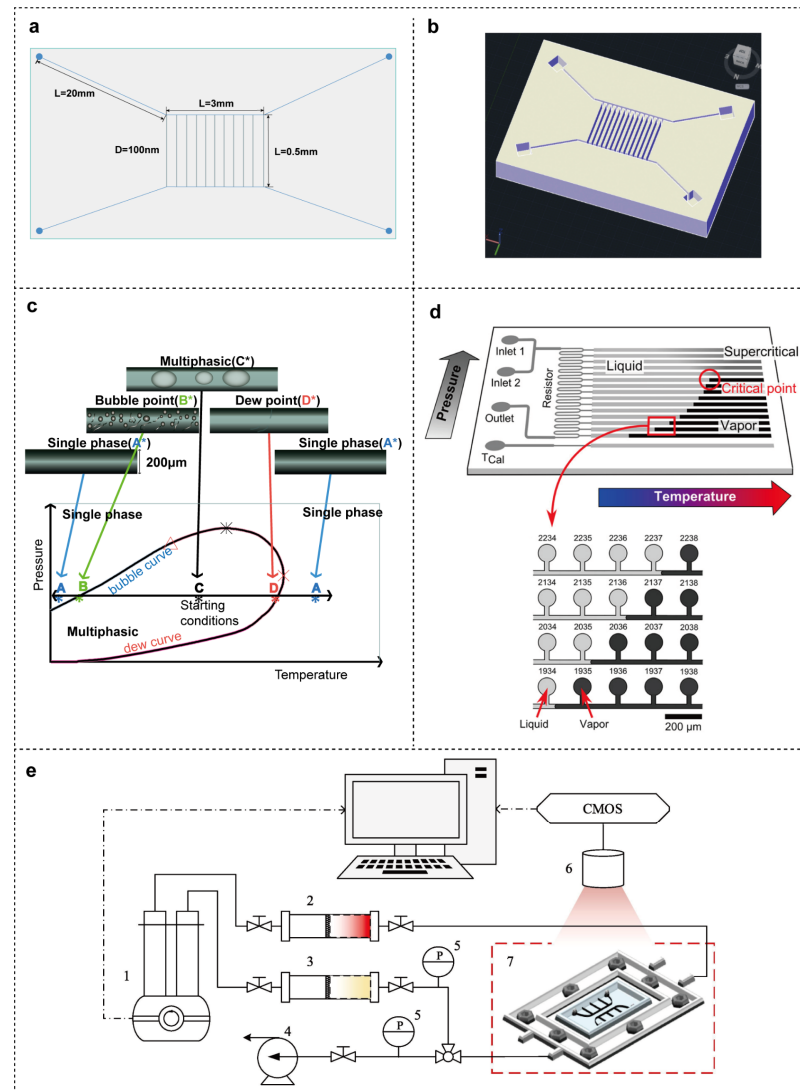 a
L=20mm
L=3mm
D=100nm
L=0.5mm
b
c
Multiphasic(C*)
Bubble point(B*)
Dew point(D*)
Single phase(A*)
Single phase(A*)
200μm
Single phase
Single phase
Pressure
bubble curve
A
B
C
D
A
Starting
conditions
Multiphasic
dew curve
Temperature
d
Pressure
Inlet 1
Inlet 2
Outlet
TCal
Resistor
Liquid
Supercritical
Critical point
Vapor
Temperature
2234 2235 2236 2237 2238
2134 2135 2136 2137 2138
2034 2035 2036 2037 2038
1934 1935 1936 1937 1938
Liquid
Vapor
200 μm
e
CMOS
6
2
5
7
3
1
5
4
P
P